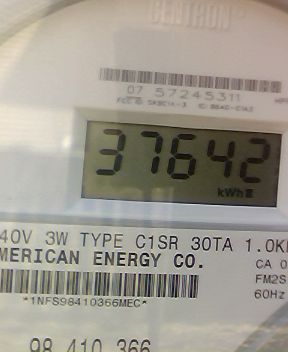 CENTRON®
07 57245311
37642
kWh
40V 3W TYPE C1SR 30TA 1.0K
MERICAN ENERGY CO.
CA 0
FM2S
60Hz
*1NFS98410366MEC*
98 410 366